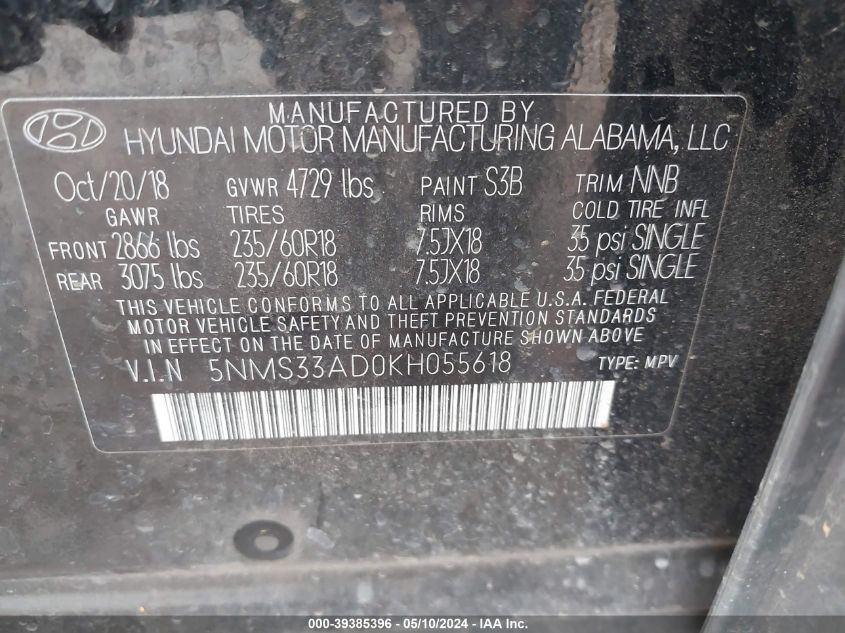 MANUFACTURED BY
HYUNDAI MOTOR MANUFACTURING ALABAMA, LLC
Oct/20/18 GVWR 4729 lbs PAINT S3B TRIM NNB
GAWR TIRES RIMS COLD TIRE INFL
FRONT 2866 lbs 235/60R18 7.5JX18 35 psi SINGLE
REAR 3075 lbs 235/60R18 7.5JX18 35 psi SINGLE
THIS VEHICLE CONFORMS TO ALL APPLICABLE U.S.A. FEDERAL
MOTOR VEHICLE SAFETY AND THEFT PREVENTION STANDARDS
IN EFFECT ON THE DATE OF MANUFACTURE SHOWN ABOVE
V.I.N 5NMS33AD0KH055618 TYPE: MPV
000-39385396 - 05/10/2024 - IAA Inc.